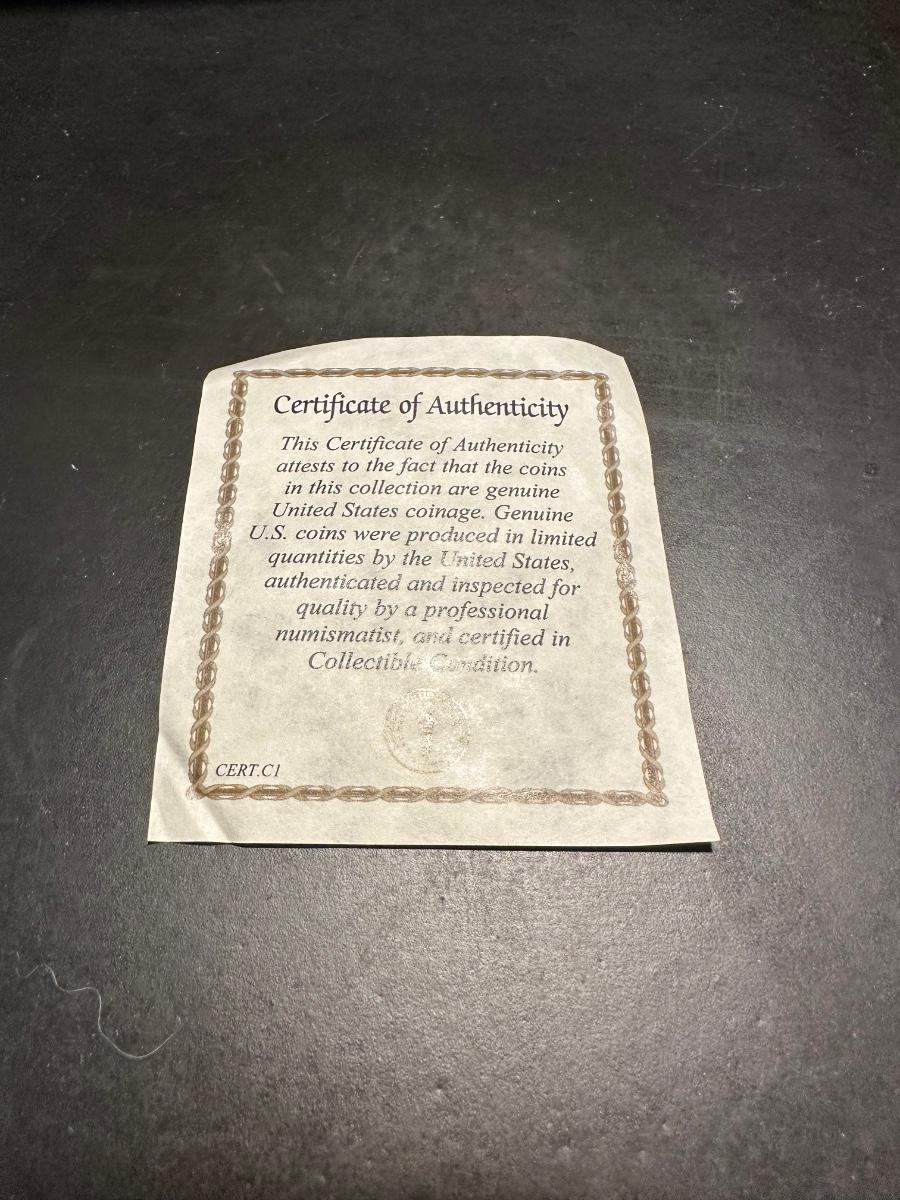 Certificate of Authenticity
This Certificate of Authenticity
attests to the fact that the coins
in this collection are genuine
United States coinage. Genuine
U.S. coins were produced in limited
quantities by the United States,
authenticated and inspected for
quality by a professional
numismatist, and certified in
Collectible Condition.
CERT.C1